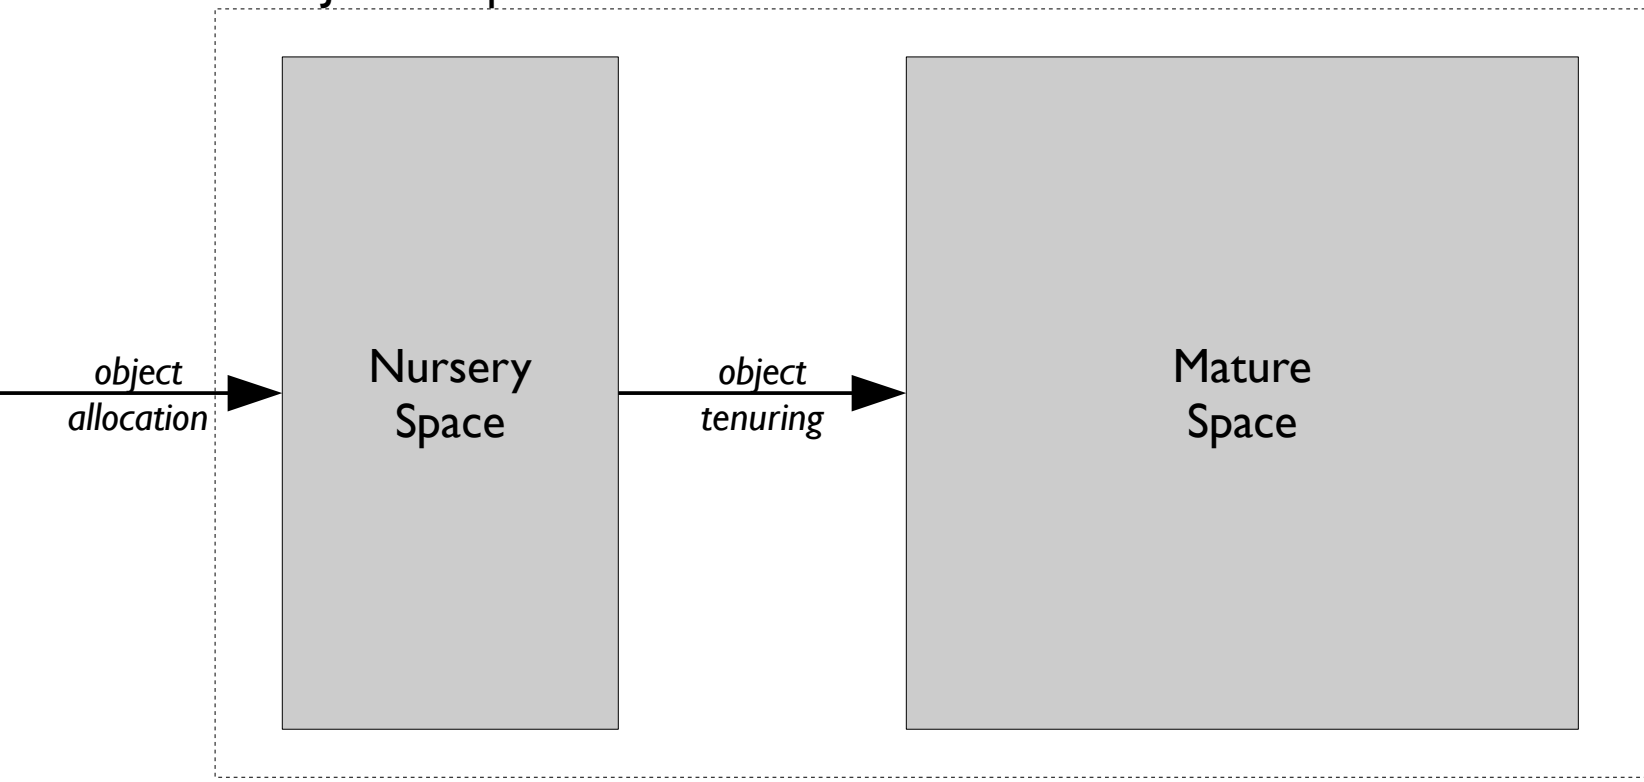 object
allocation
Nursery
Space
object
tenuring
Mature
Space